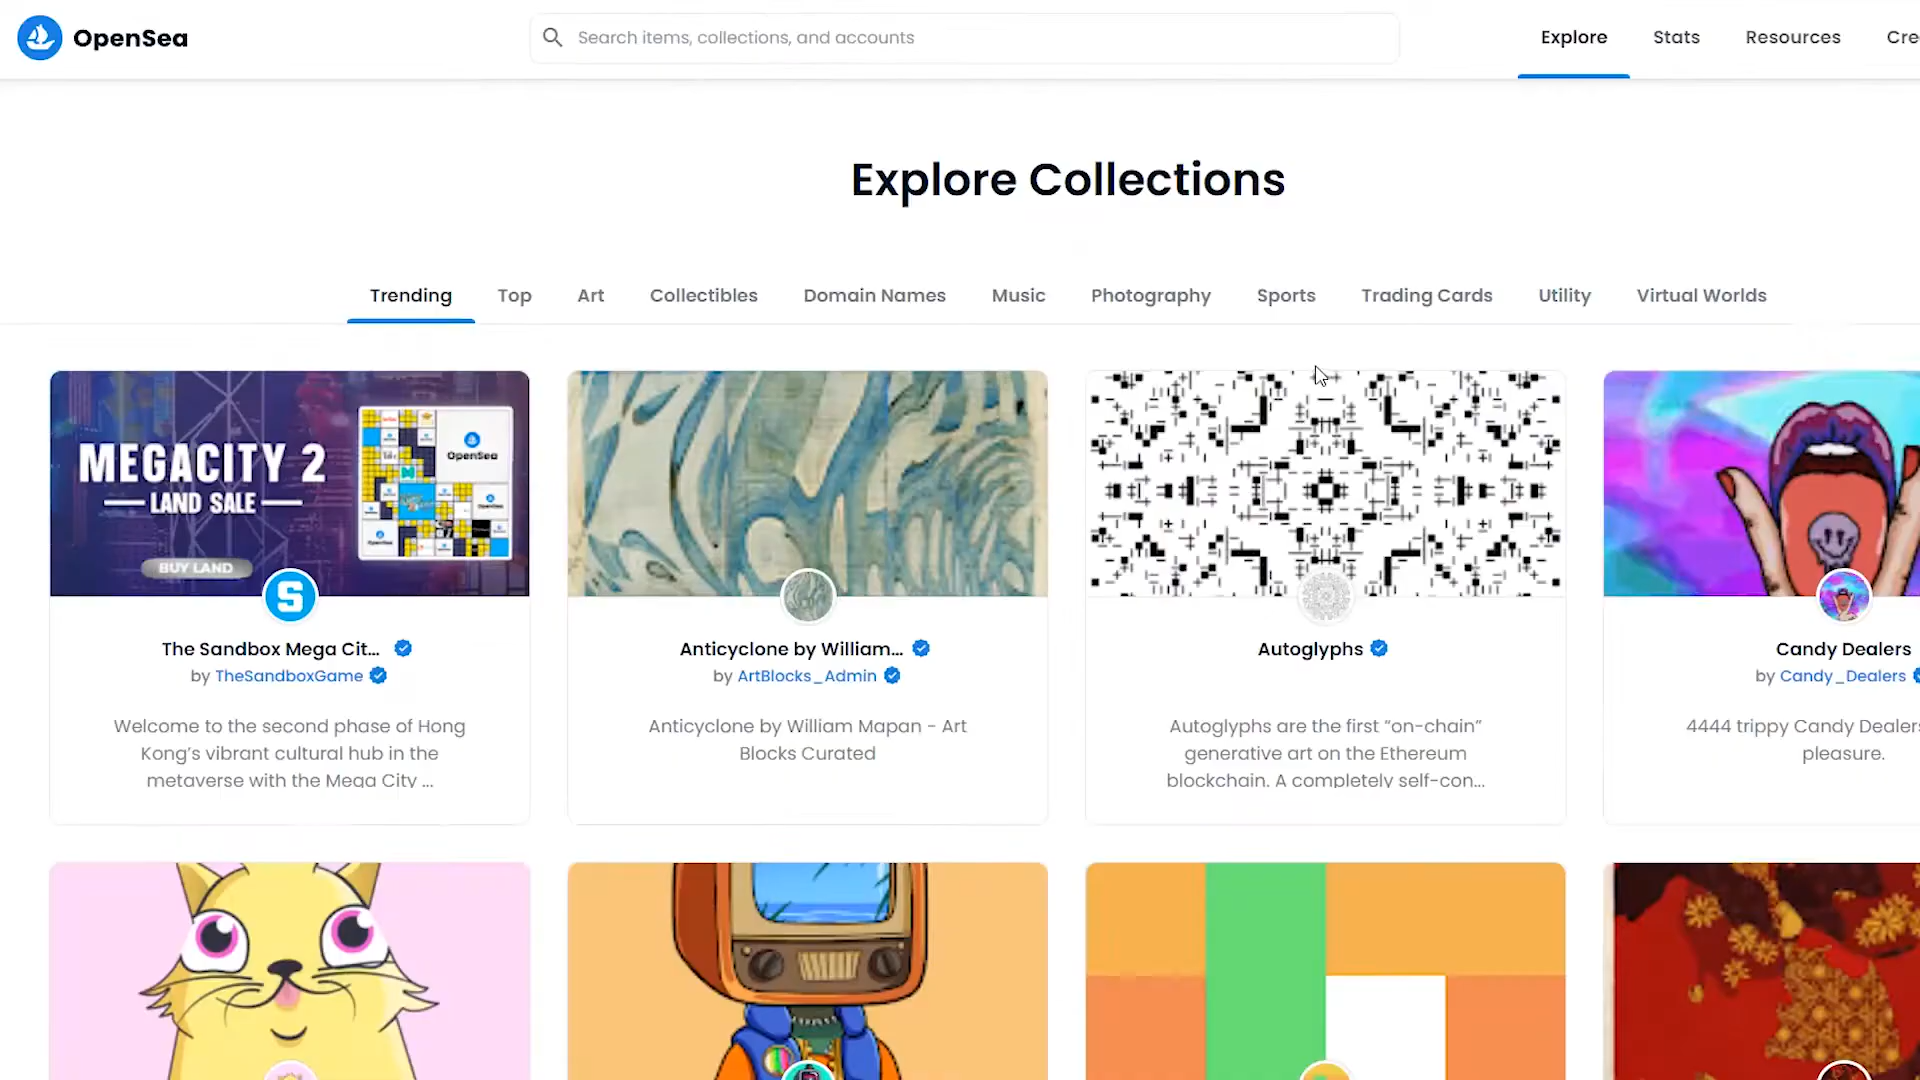 OpenSea
Search items, collections, and accounts
Explore
Stats
Resources
Cre
Explore Collections
Trending
Top
Art
Collectibles
Domain Names
Music
Photography
Sports
Trading Cards
Utility
Virtual Worlds
MEGACITY 2
LAND SALE
BUY LAND
OpenSea
The Sandbox Mega Cit...
by TheSandboxGame
Welcome to the second phase of Hong
Kong’s vibrant cultural hub in the
metaverse with the Mega City ...
Anticyclone by William...
by ArtBlocks_Admin
Anticyclone by William Mapan - Art
Blocks Curated
Autoglyphs
Autoglyphs are the first “on-chain”
generative art on the Ethereum
blockchain. A completely self-con...
Candy Dealers
by Candy_Dealers
4444 trippy Candy Dealers
pleasure.